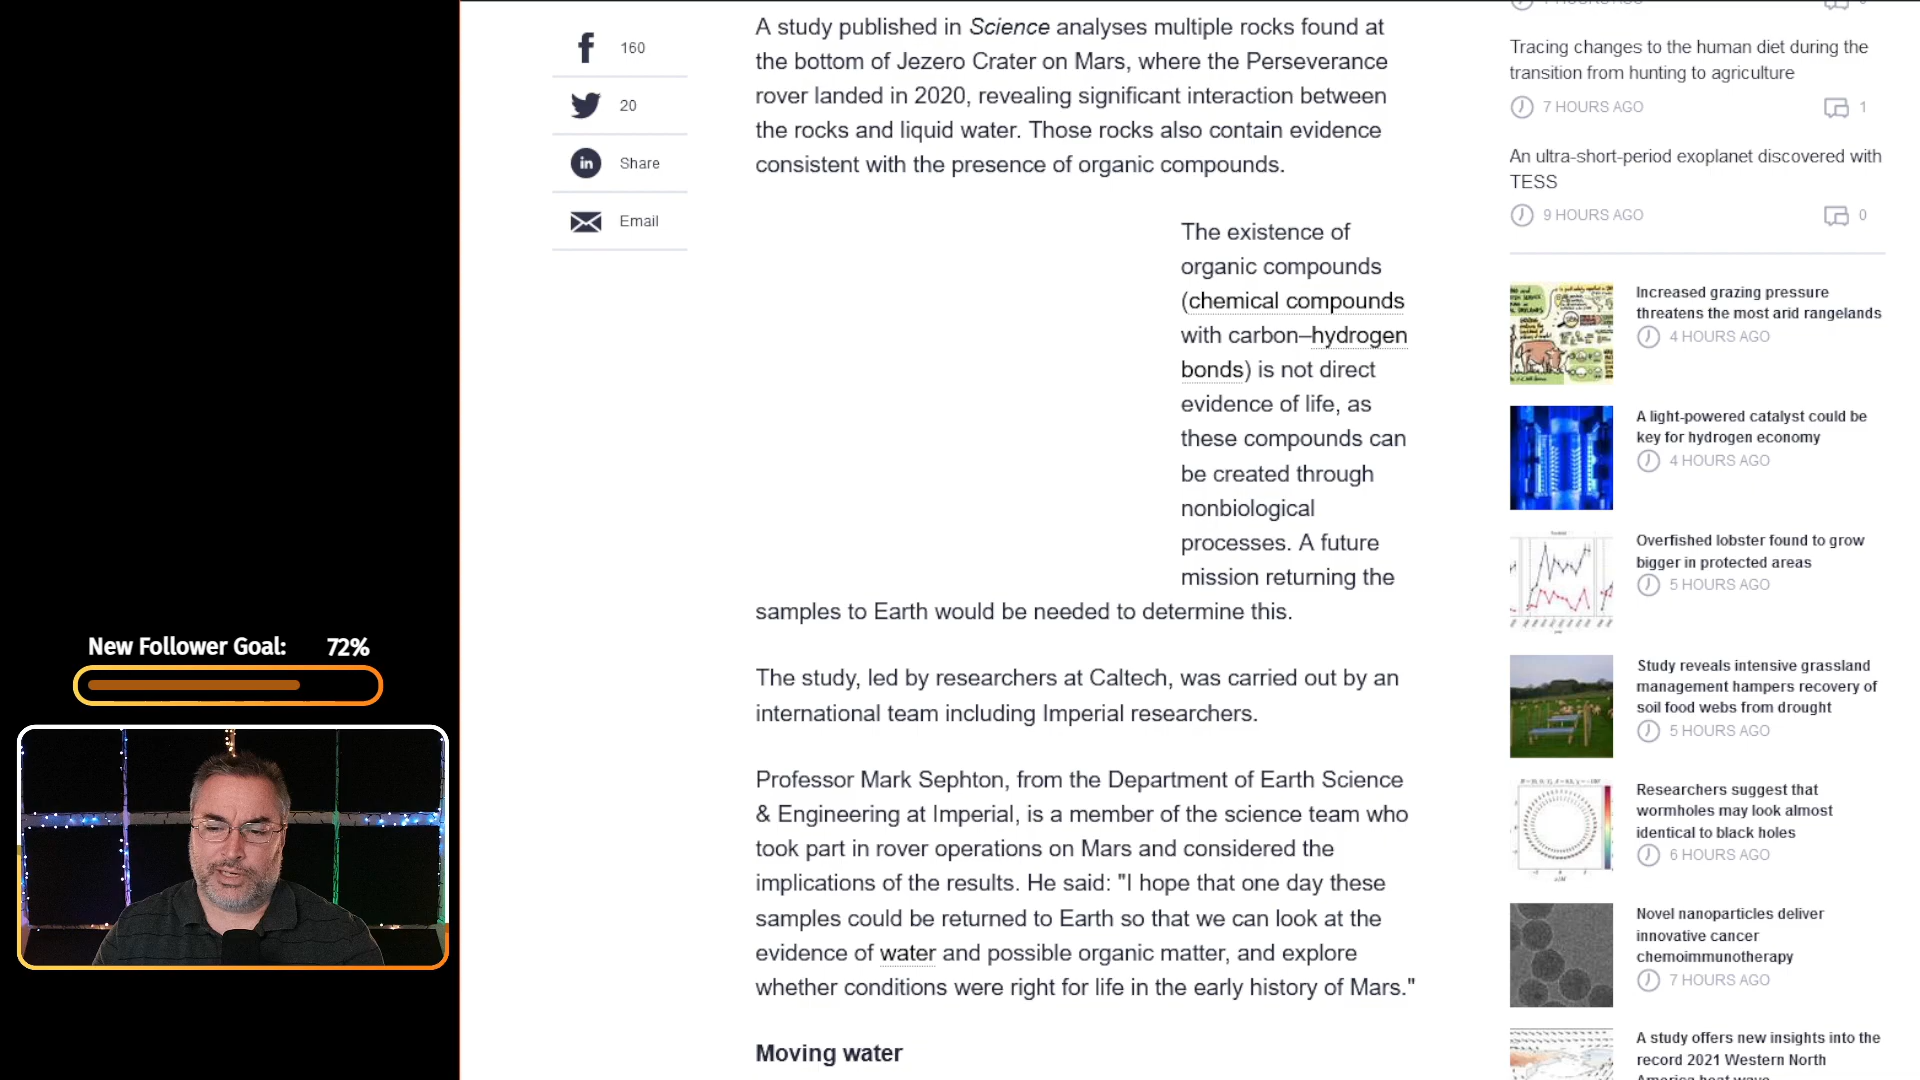 160
20
Share
Email
A study published in Science analyses multiple rocks found at
the bottom of Jezero Crater on Mars, where the Perseverance
rover landed in 2020, revealing significant interaction between
the rocks and liquid water. Those rocks also contain evidence
consistent with the presence of organic compounds.
The existence of
organic compounds
(chemical compounds
with carbon–hydrogen
bonds) is not direct
evidence of life, as
these compounds can
be created through
nonbiological
processes. A future
mission returning the
samples to Earth would be needed to determine this.
The study, led by researchers at Caltech, was carried out by an
international team including Imperial researchers.
Professor Mark Sephton, from the Department of Earth Science
& Engineering at Imperial, is a member of the science team who
took part in rover operations on Mars and considered the
implications of the results. He said: "I hope that one day these
samples could be returned to Earth so that we can look at the
evidence of water and possible organic matter, and explore
whether conditions were right for life in the early history of Mars."
Moving water
Tracing changes to the human diet during the
transition from hunting to agriculture
7 HOURS AGO 1
An ultra-short-period exoplanet discovered with
TESS
9 HOURS AGO 0
Increased grazing pressure
threatens the most arid rangelands
4 HOURS AGO
A light-powered catalyst could be
key for hydrogen economy
4 HOURS AGO
Overfished lobster found to grow
bigger in protected areas
5 HOURS AGO
Study reveals intensive grassland
management hampers recovery of
soil food webs from drought
5 HOURS AGO
Researchers suggest that
wormholes may look almost
identical to black holes
6 HOURS AGO
Novel nanoparticles deliver
innovative cancer
chemoimmunotherapy
7 HOURS AGO
A study offers new insights into the
record 2021 Western North
America heat wave
New Follower Goal: 72%